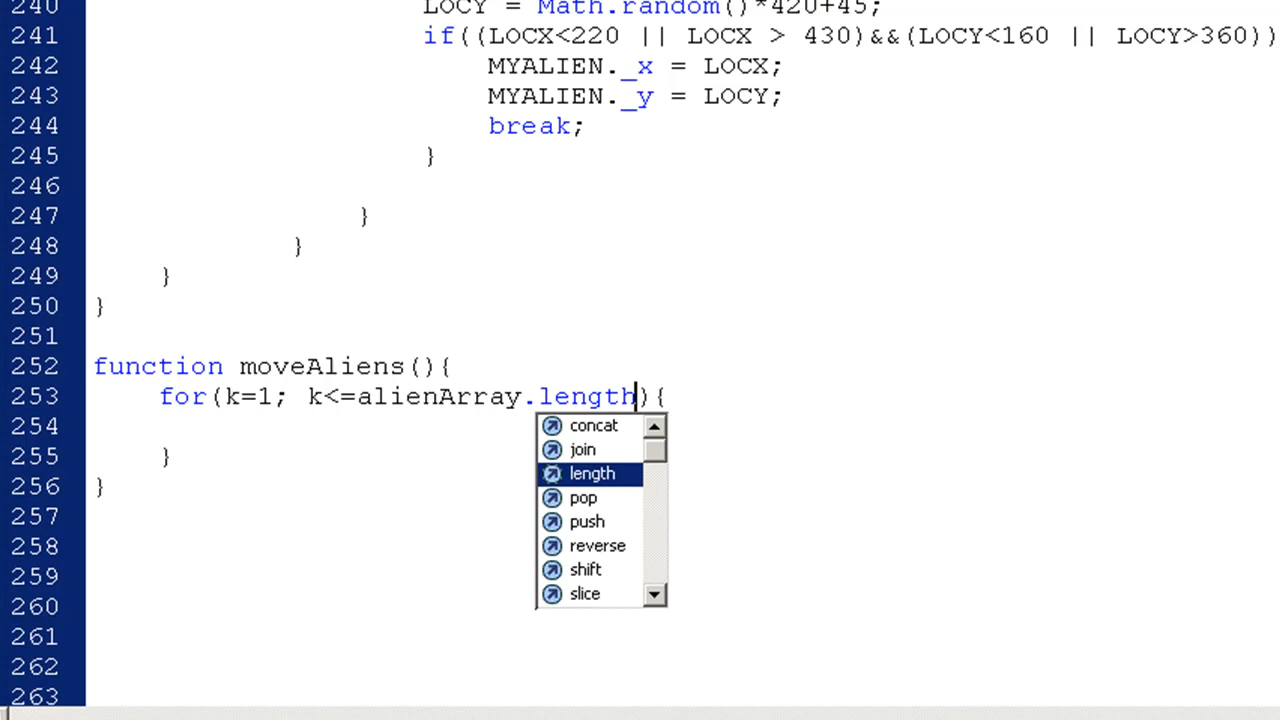 240 LOCY = Math.random()*420+45;
241 if((LOCX<220 || LOCX > 430)&&(LOCY<160 || LOCY>360))
242 MYALIEN._x = LOCX;
243 MYALIEN._y = LOCY;
244 break;
245 }
246
247 }
248 }
249 }
250 }
251
252 function moveAliens(){
253 for(k=1; k<=alienArray.length){
254
255 }
256 }
257
258
259
260
261
262
263
concat
join
length
pop
push
reverse
shift
slice